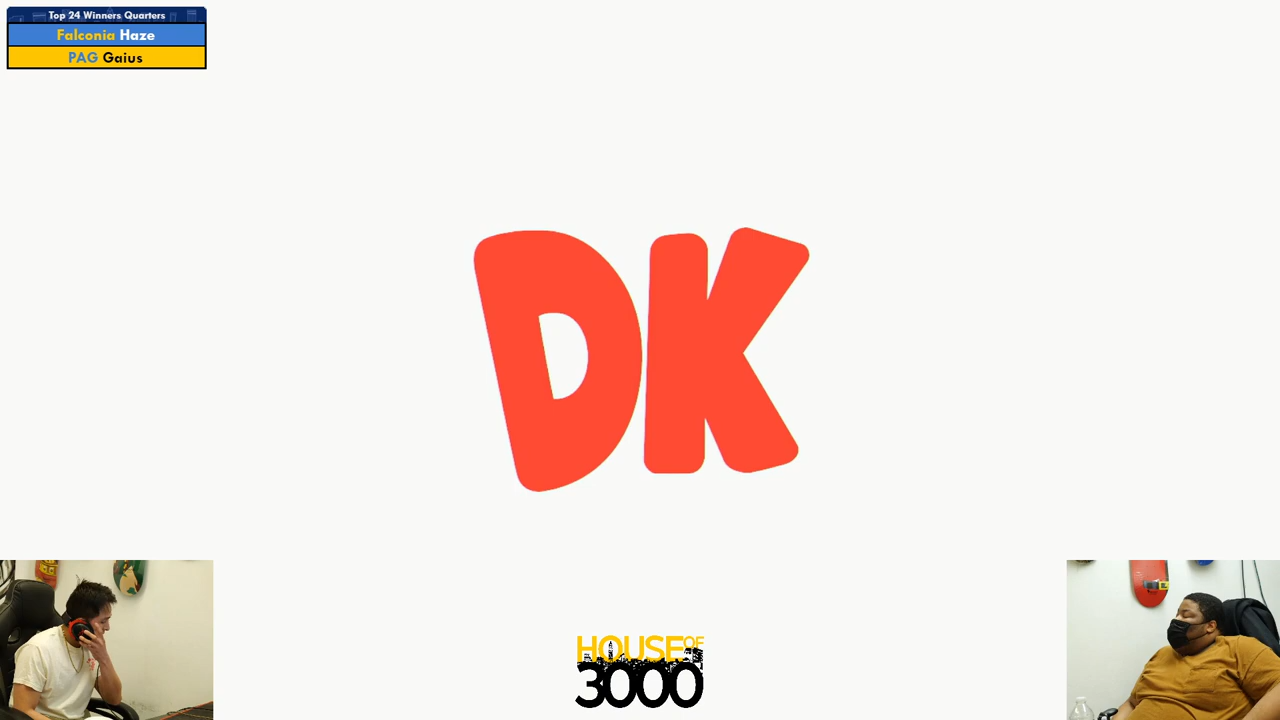 Top 24 Winners Quarters
Falconia Haze
PAG Gaius
DK
HOUSE OF
3000